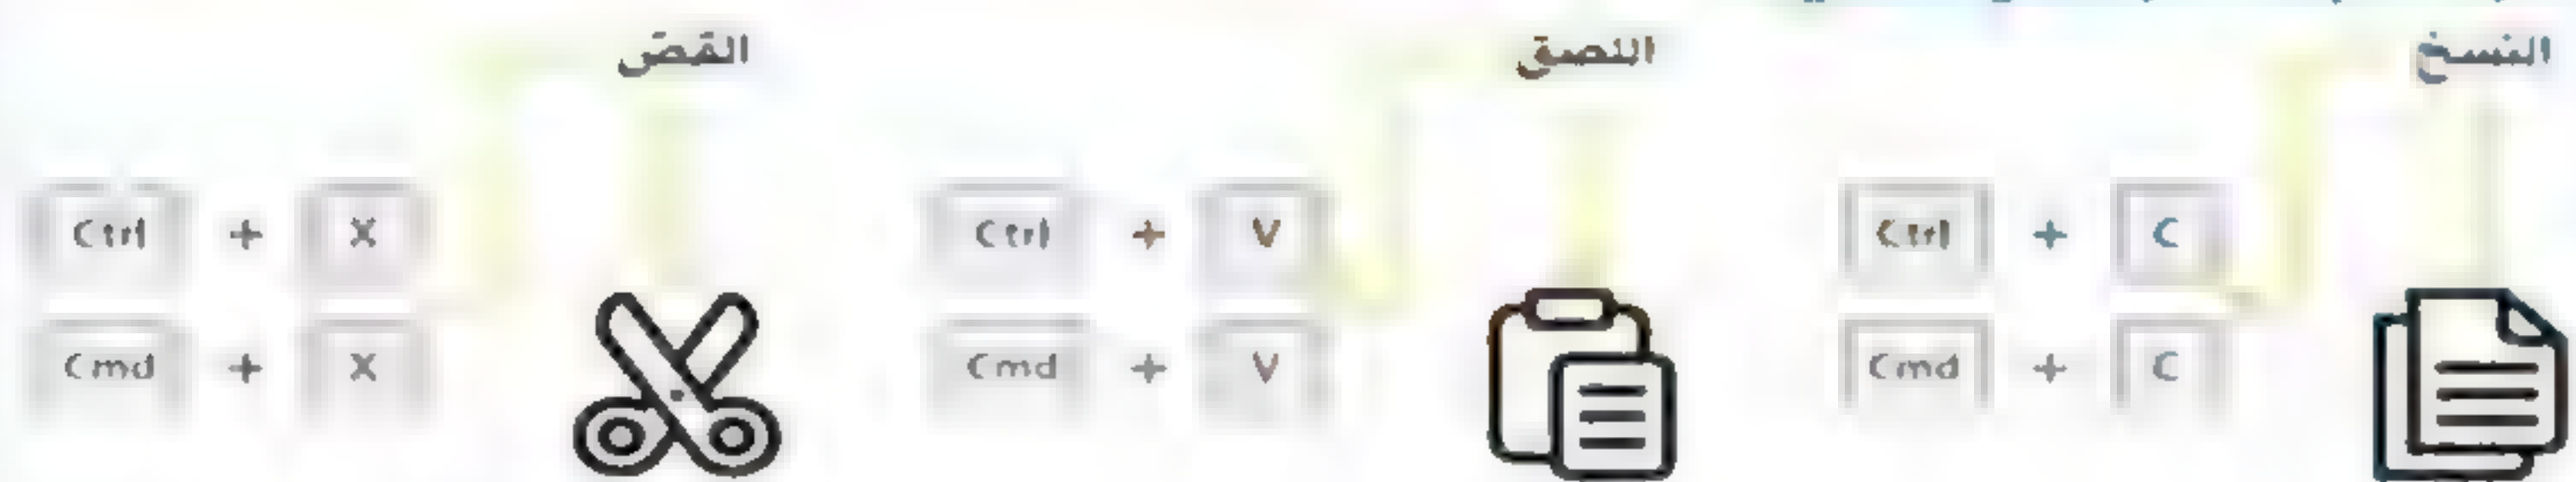 النسخ
Ctrl + C
Cmd + C
اللصق
Ctrl + V
Cmd + V
القص
Ctrl + X
Cmd + X